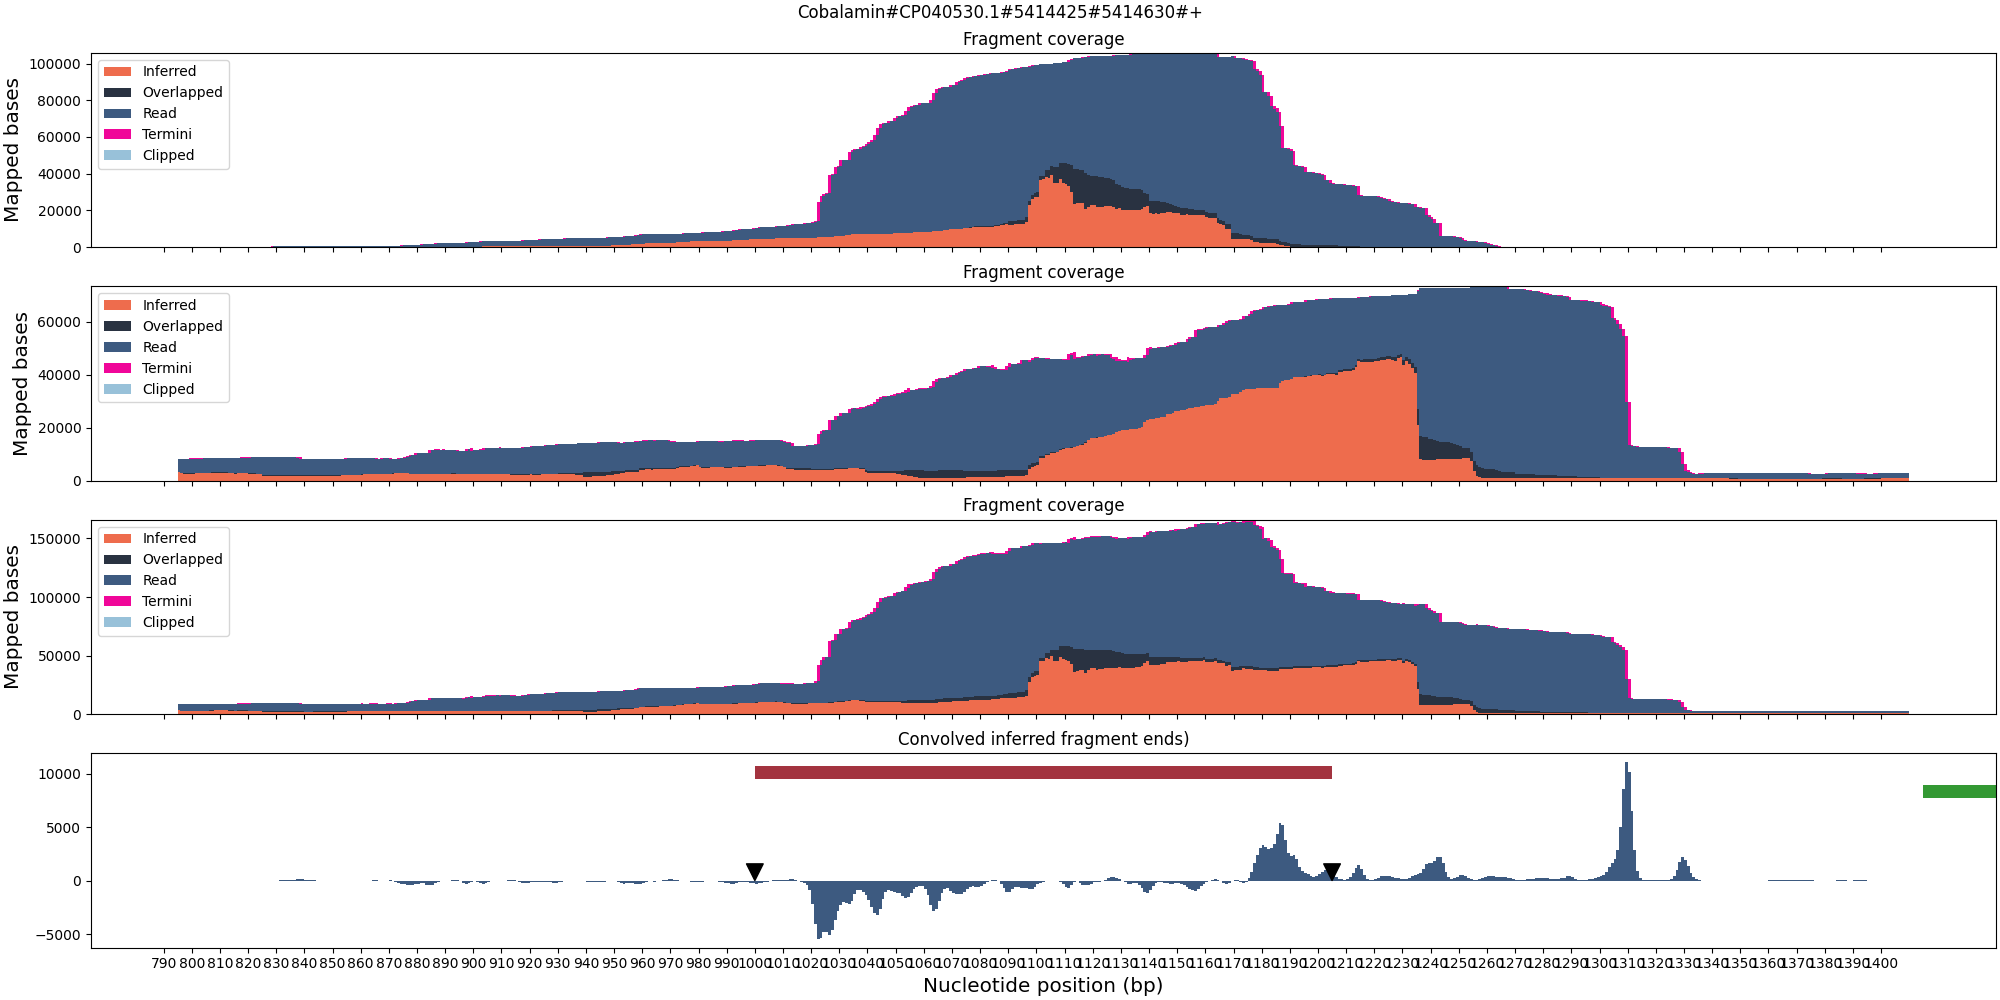 Cobalamin#CP040530.1#5414425#5414630#+
Fragment coverage
Mapped bases
100000
80000
60000
40000
20000
0
Inferred
Overlapped
Read
Termini
Clipped
Fragment coverage
Mapped bases
60000
40000
20000
0
Inferred
Overlapped
Read
Termini
Clipped
Fragment coverage
Mapped bases
150000
100000
50000
0
Inferred
Overlapped
Read
Termini
Clipped
Convolved inferred fragment ends)
10000
5000
0
−5000
790 800 810 820 830 840 850 860 870 880 890 900 910 920 930 940 950 960 970 980 990 1000 1010 1020 1030 1040 1050 1060 1070 1080 1090 1100 1110 1120 1130 1140 1150 1160 1170 1180 1190 1200 1210 1220 1230 1240 1250 1260 1270 1280 1290 1300 1310 1320 1330 1340 1350 1360 1370 1380 1390 1400
Nucleotide position (bp)